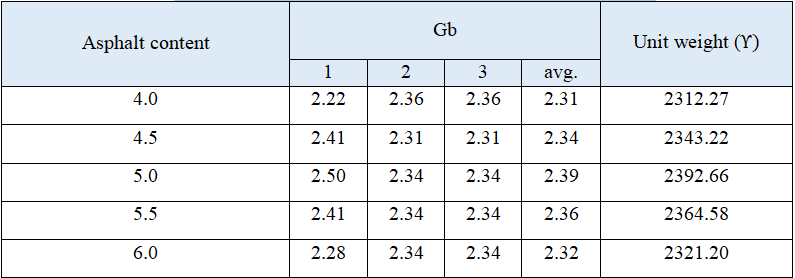 Asphalt content Gb Unit weight (ϒ)
1 2 3 avg.
4.0 2.22 2.36 2.36 2.31 2312.27
4.5 2.41 2.31 2.31 2.34 2343.22
5.0 2.50 2.34 2.34 2.39 2392.66
5.5 2.41 2.34 2.34 2.36 2364.58
6.0 2.28 2.34 2.34 2.32 2321.20